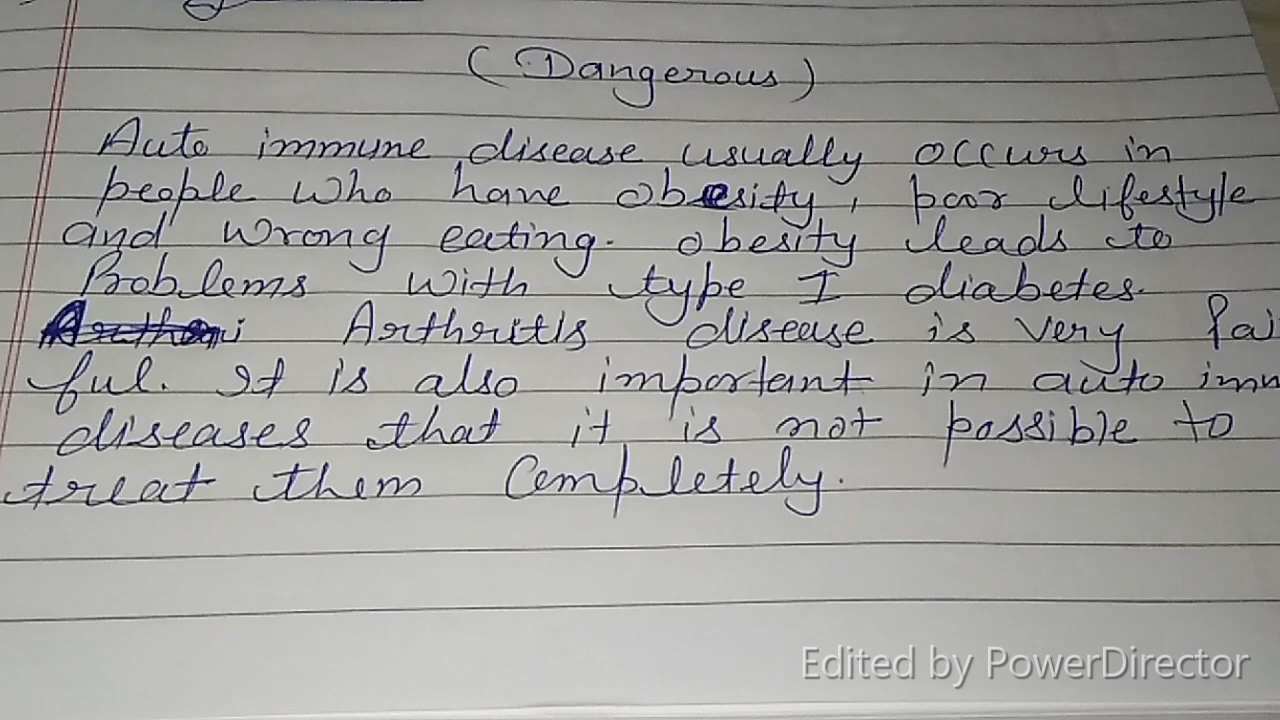 (Dangerous)
Auto immune disease usually occurs in
people who have obesity, poor lifestyle
and wrong eating. obesity leads to
Problems with type I diabetes.
Arthritis disease is very Pai
ful. It is also important in auto imm
diseases that it is not possible to
treat them Completely.
Edited by PowerDirector